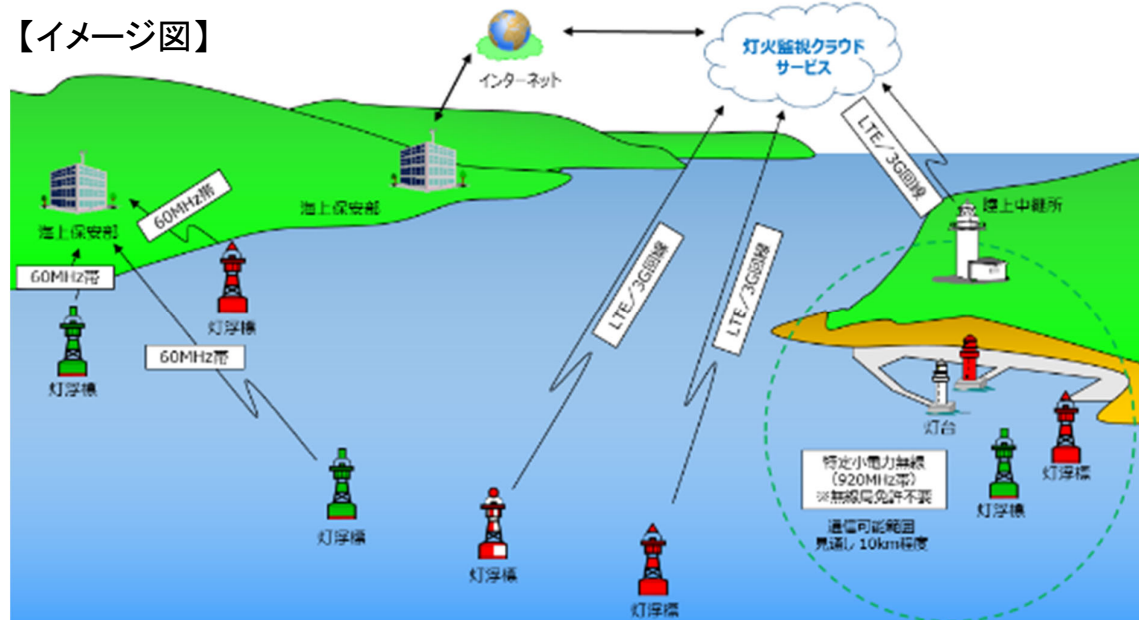 【イメージ図】
灯火監視クラウド
サービス
インターネット
LTE/3G回線
陸上中継所
60MHz帯
海上保安部
海上保安部
60MHz帯
灯浮標
60MHz帯
灯浮標
LTE/3G回線
LTE/3G回線
灯台
特定小電力無線
(920MHz帯)
※無線局免許不要
灯浮標
灯浮標
通信可能範囲
見通し 10km程度
灯浮標
灯浮標
灯浮標